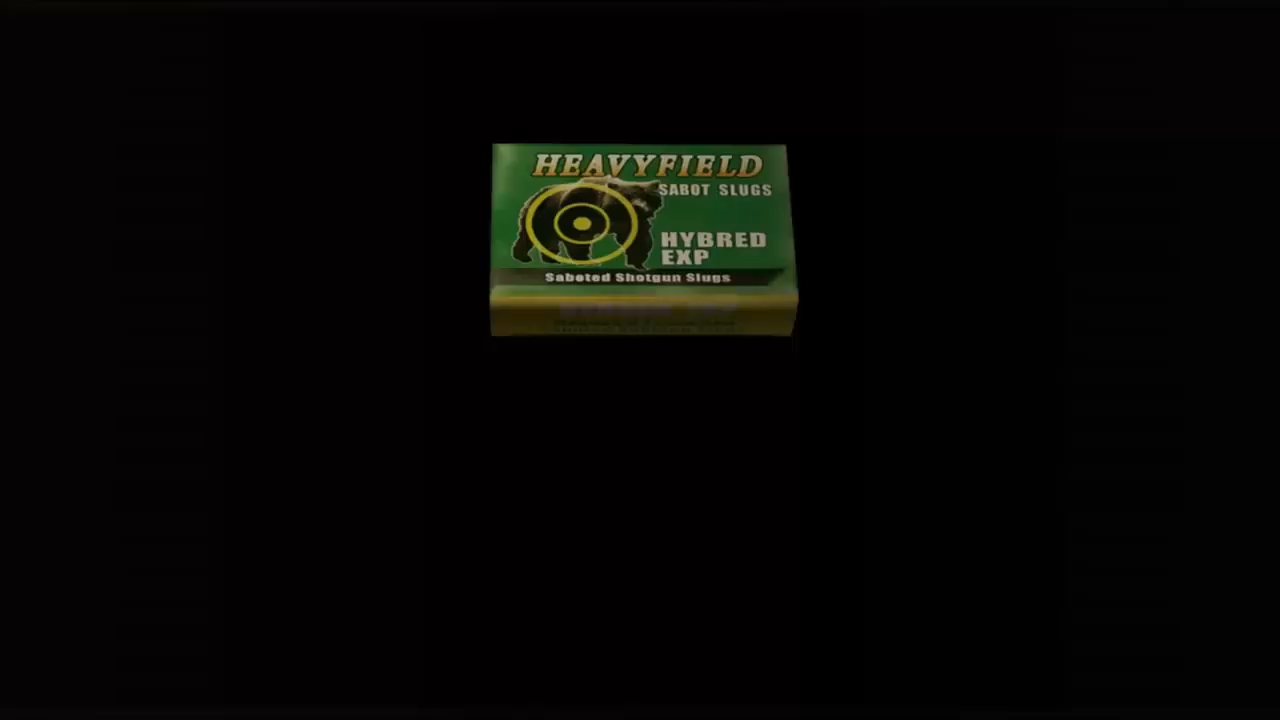 HEAVYFIELD
SABOT SLUGS
HYBRED
EXP
Saboted Shotgun Slugs